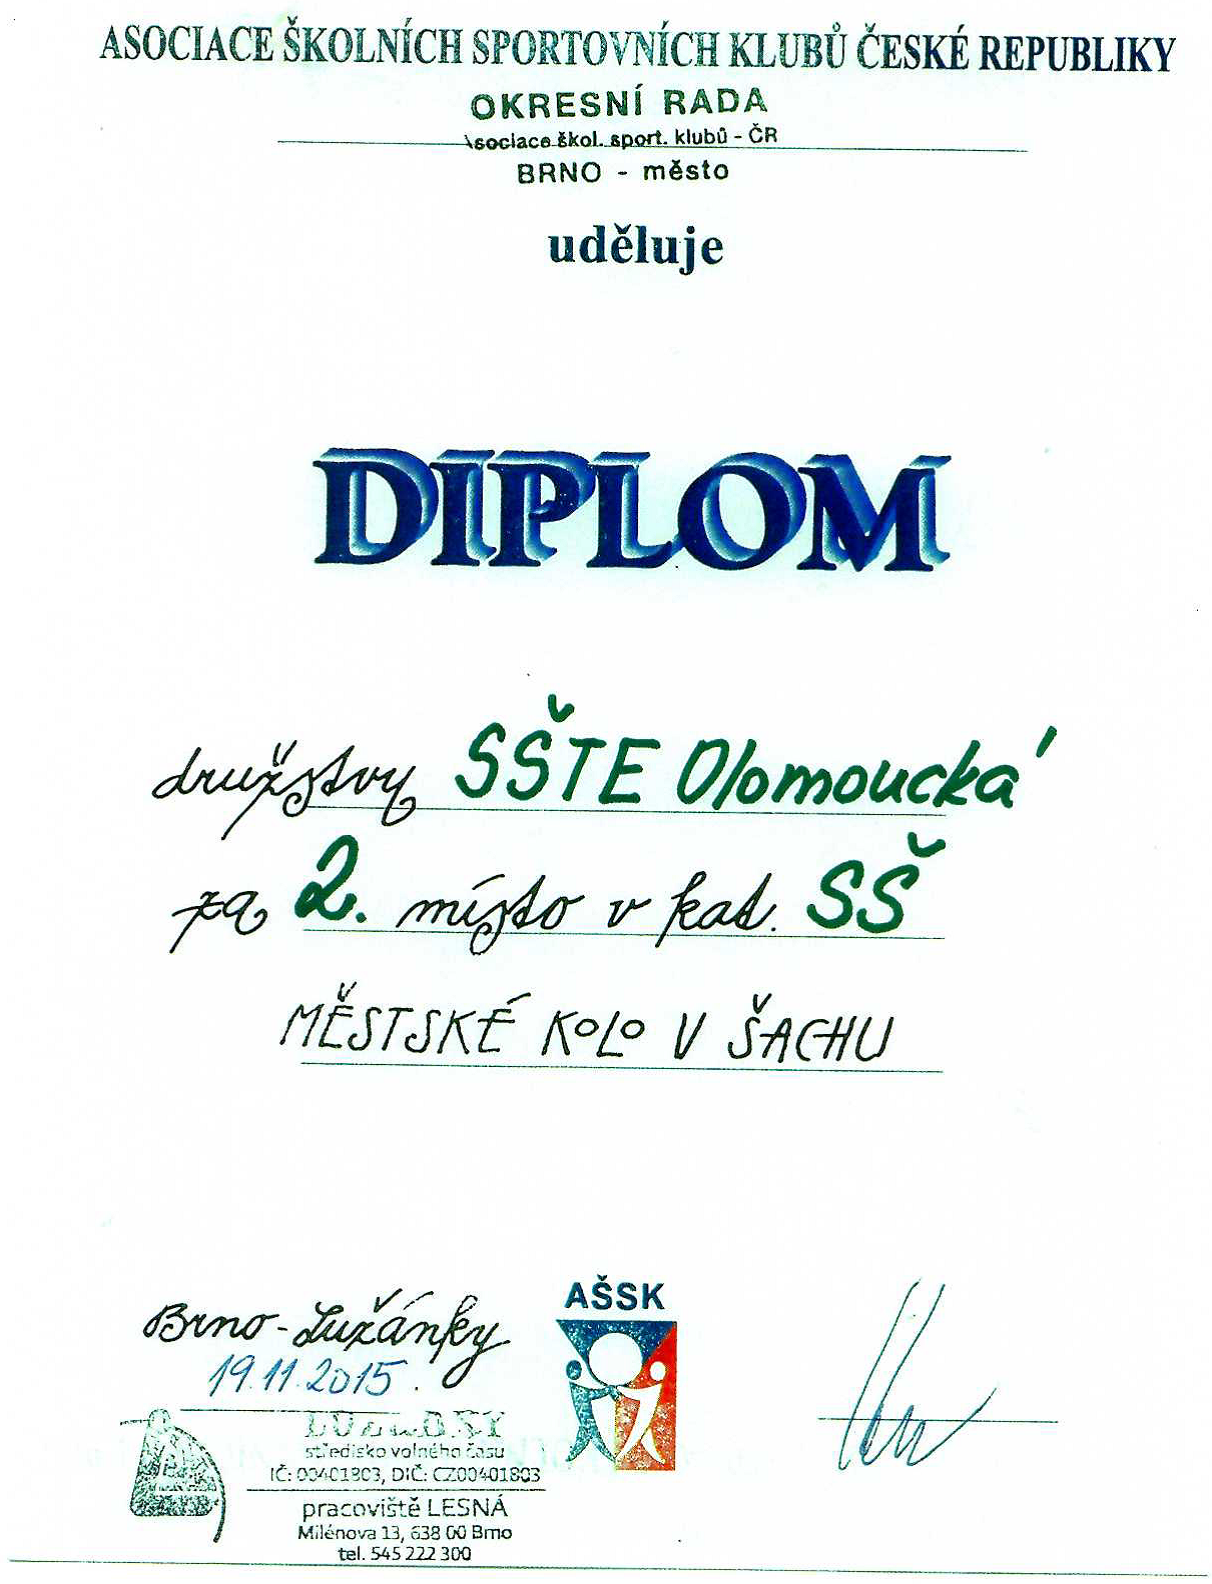 ASOCIACE ŠKOLNÍCH SPORTOVNÍCH KLUBŮ ČESKÉ REPUBLIKY
OKRESNÍ RADA
Asociace škol. sport. klubů - ČR
BRNO - město
uděluje
DIPLOM
družstvu SŠTE Olomoucká
za 2. místo v kat. SŠ
MĚSTSKÉ KOLO V ŠACHU
Brno-Lužánky
19.11.2015.
AŠSK
středisko volného času
IČ: 00401803, DIČ: CZ00401803
pracoviště LESNÁ
Milénova 13, 638 00 Brno
tel. 545 222 300